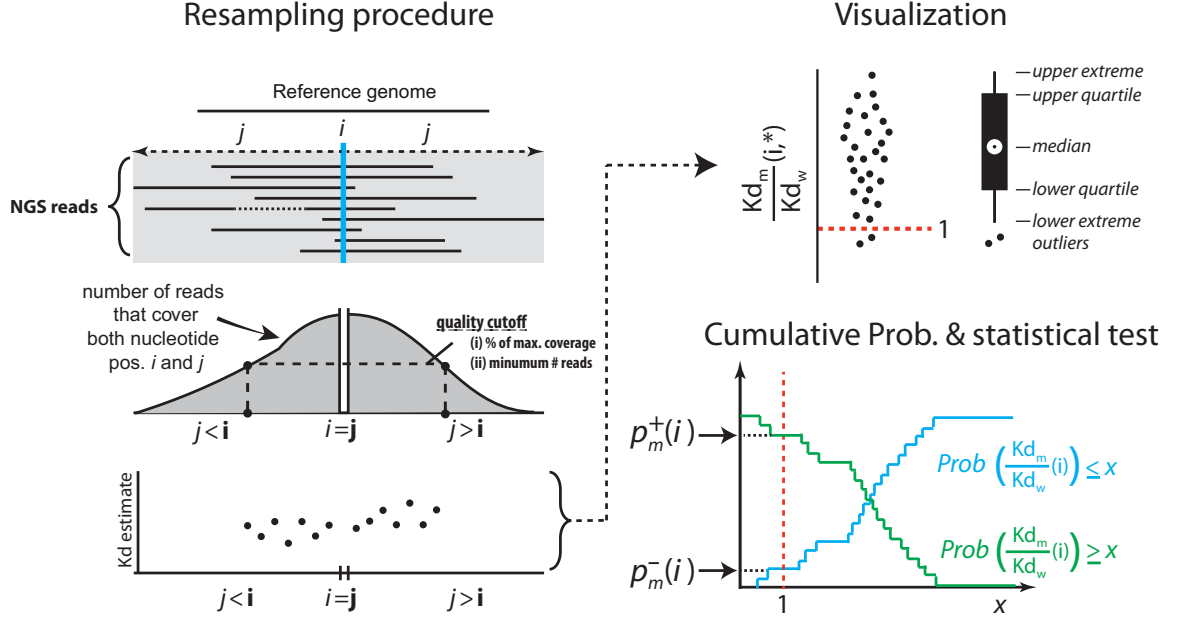 Resampling procedure
Reference genome
j i j
NGS reads
number of reads
that cover
both nucleotide
pos. i and j
quality cutoff
(i) % of max. coverage
(ii) minumum # reads
j < i i = j j > i
Kd estimate
j < i i = j j > i
Visualization
Kd_m/Kd_w (i,*)
1
upper extreme
upper quartile
median
lower quartile
lower extreme
outliers
Cumulative Prob. & statistical test
p_m^+(i)
p_m^-(i)
Prob (Kd_m/Kd_w (i)) ≤ x
Prob (Kd_m/Kd_w (i)) ≥ x
1 x